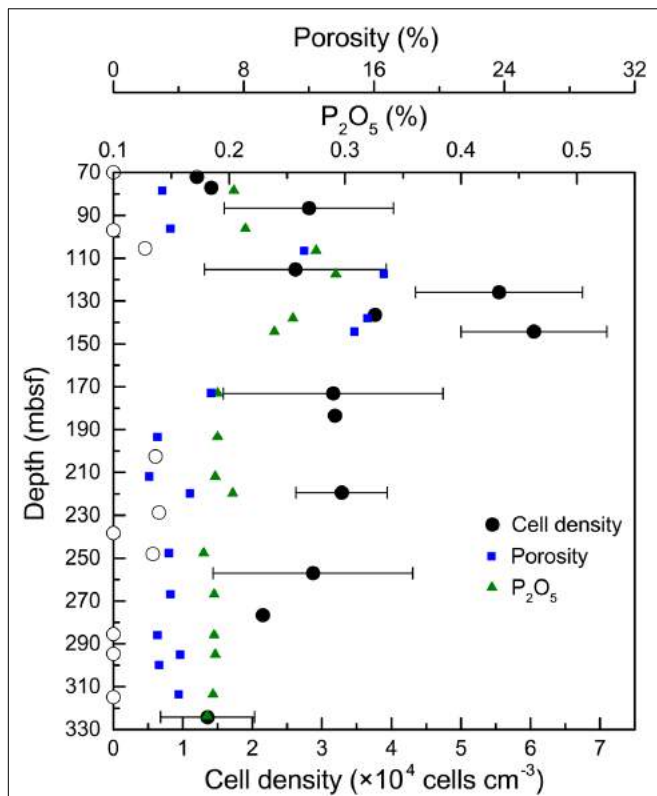 Porosity (%)
0 8 16 24 32
P₂O₅ (%)
0.1 0.2 0.3 0.4 0.5
70
90
110
130
150
170
190
210
230
250
270
290
310
330
Depth (mbsf)
Cell density
Porosity
P₂O₅
0 1 2 3 4 5 6 7
Cell density (×10⁴ cells cm⁻³)